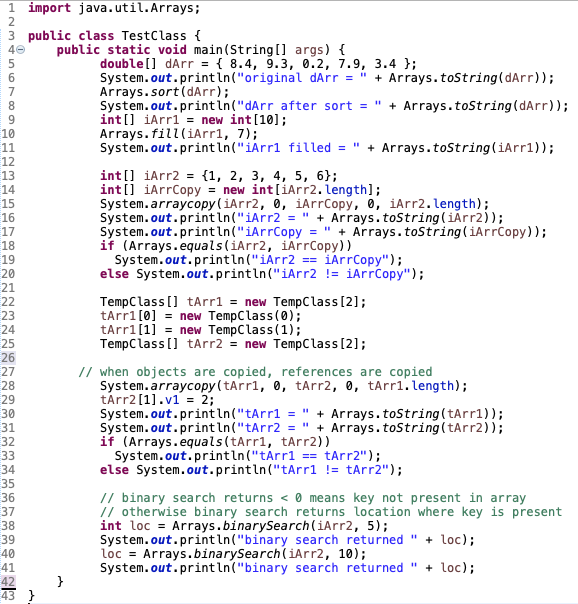 1 import java.util.Arrays;
2
3 public class TestClass {
4 public static void main(String[] args) {
5 double[] dArr = { 8.4, 9.3, 0.2, 7.9, 3.4 };
6 System.out.println("original dArr = " + Arrays.toString(dArr));
7 Arrays.sort(dArr);
8 System.out.println("dArr after sort = " + Arrays.toString(dArr));
9 int[] iArr1 = new int[10];
10 Arrays.fill(iArr1, 7);
11 System.out.println("iArr1 filled = " + Arrays.toString(iArr1));
12
13 int[] iArr2 = {1, 2, 3, 4, 5, 6};
14 int[] iArrCopy = new int[iArr2.length];
15 System.arraycopy(iArr2, 0, iArrCopy, 0, iArr2.length);
16 System.out.println("iArr2 = " + Arrays.toString(iArr2));
17 System.out.println("iArrCopy = " + Arrays.toString(iArrCopy));
18 if (Arrays.equals(iArr2, iArrCopy))
19 System.out.println("iArr2 == iArrCopy");
20 else System.out.println("iArr2 != iArrCopy");
21
22 TempClass[] tArr1 = new TempClass[2];
23 tArr1[0] = new TempClass(0);
24 tArr1[1] = new TempClass(1);
25 TempClass[] tArr2 = new TempClass[2];
26
27 // when objects are copied, references are copied
28 System.arraycopy(tArr1, 0, tArr2, 0, tArr1.length);
29 tArr2[1].v1 = 2;
30 System.out.println("tArr1 = " + Arrays.toString(tArr1));
31 System.out.println("tArr2 = " + Arrays.toString(tArr2));
32 if (Arrays.equals(tArr1, tArr2))
33 System.out.println("tArr1 == tArr2");
34 else System.out.println("tArr1 != tArr2");
35
36 // binary search returns < 0 means key not present in array
37 // otherwise binary search returns location where key is present
38 int loc = Arrays.binarySearch(iArr2, 5);
39 System.out.println("binary search returned " + loc);
40 loc = Arrays.binarySearch(iArr2, 10);
41 System.out.println("binary search returned " + loc);
42 }
43 }